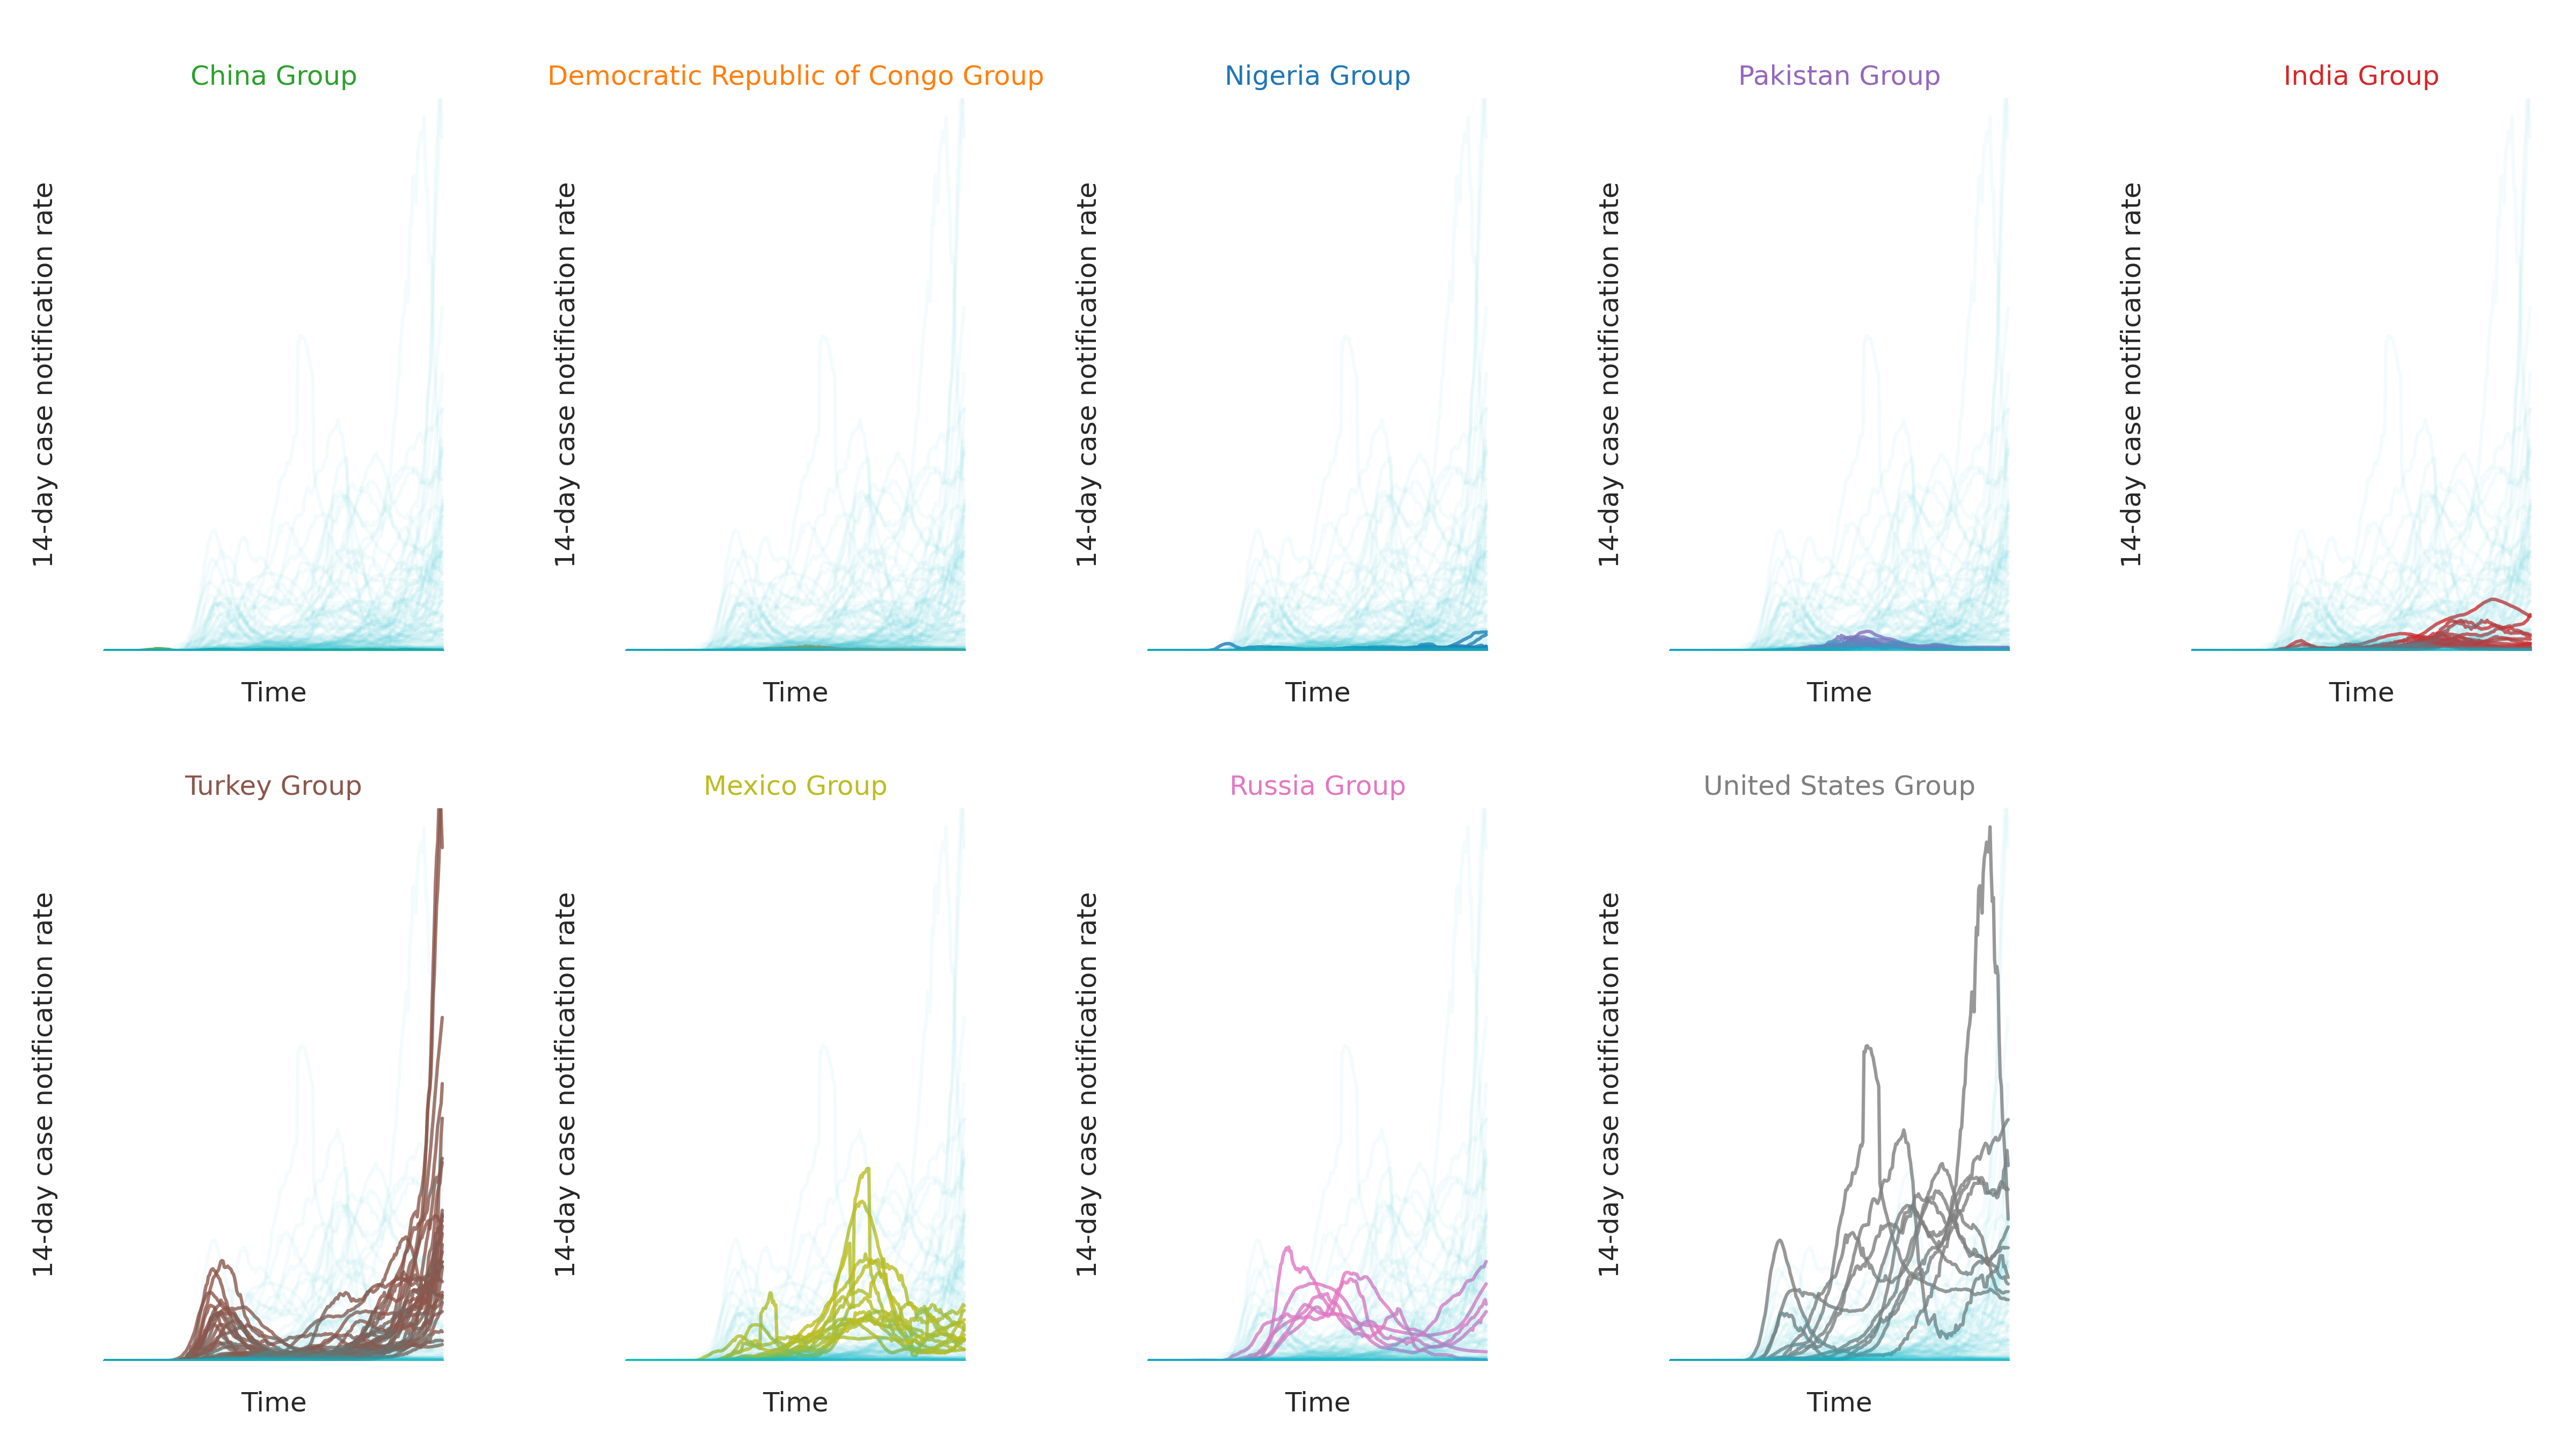 China Group
Democratic Republic of Congo Group
Nigeria Group
Pakistan Group
India Group
14-day case notification rate
14-day case notification rate
14-day case notification rate
14-day case notification rate
14-day case notification rate
Time
Time
Time
Time
Time
Turkey Group
Mexico Group
Russia Group
United States Group
14-day case notification rate
14-day case notification rate
14-day case notification rate
14-day case notification rate
Time
Time
Time
Time